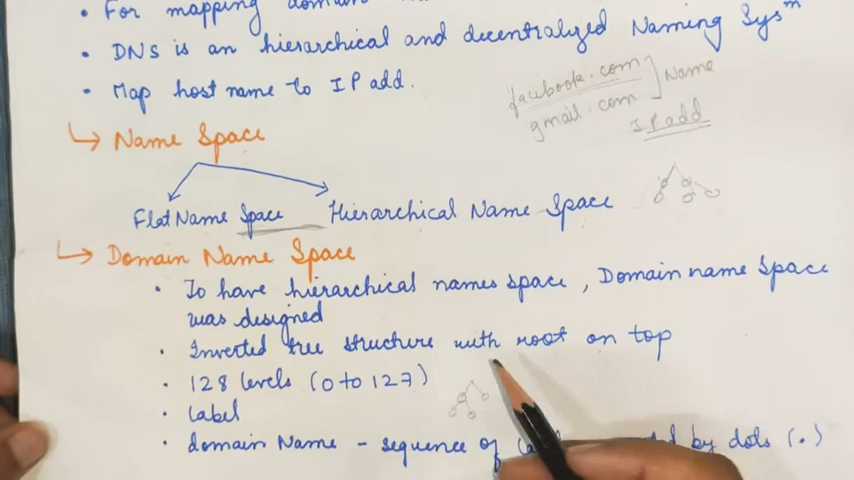 • For mapping domain
• DNS is an hierarchical and decentralized Naming Sys^m
• Map host name to IP add.
facebook.com
gmail.com ] Name
IP add
↳ Name Space
Flat Name Space Hierarchical Name Space
↳ Domain Name Space
• To have hierarchical names space, Domain name Space
was designed
• Inverted tree structure with root on top
• 128 levels (0 to 127)
• Label
• domain Name - sequence of by dots (.)